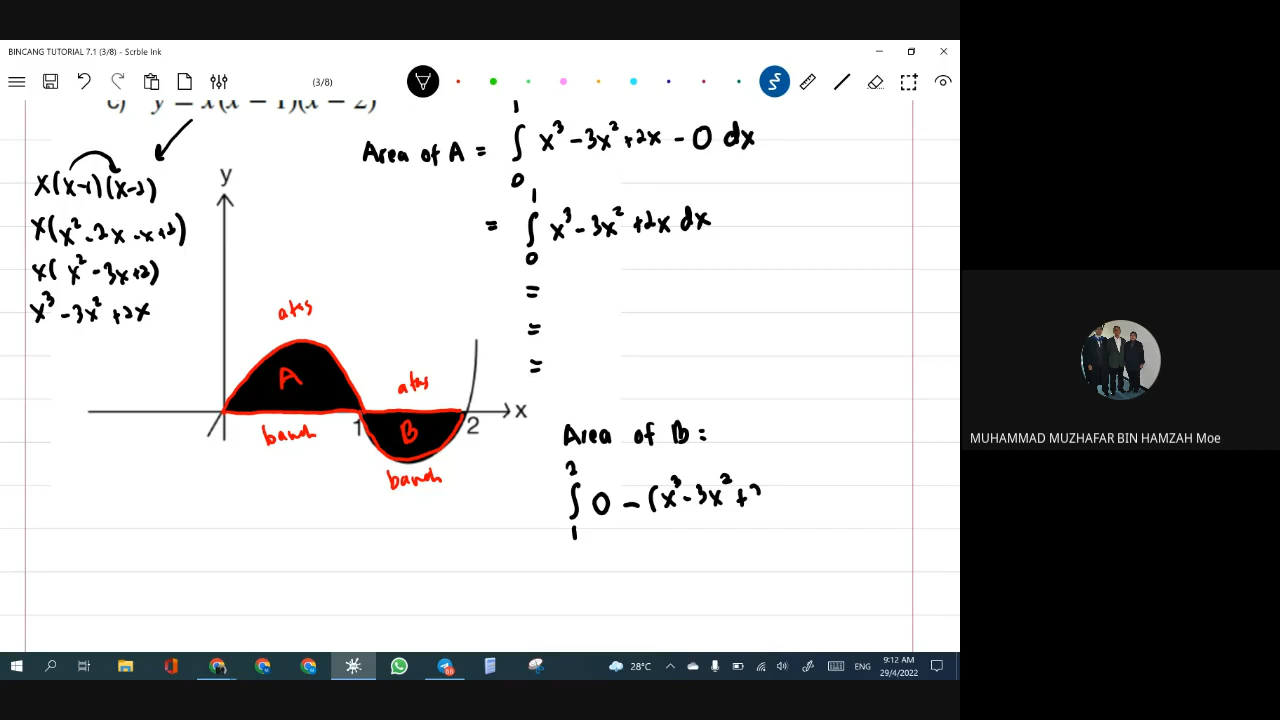 BINCANG TUTORIAL 7.1 (3/8) - Scrble Ink
(3/8)
c) y = x(x − 1)(x − 2)
x(x-1)(x-2)
x(x² - 2x - x + 2)
x(x² - 3x + 2)
x³ - 3x² + 2x
y
atas
A
bawah
1
atas
B
bawah
2
x
Area of A = ∫₀¹ x³ - 3x² + 2x - 0 dx
= ∫₀¹ x³ - 3x² + 2x dx
=
=
=
Area of B:
∫₁² 0 - (x³ - 3x² + 2
MUHAMMAD MUZHAFAR BIN HAMZAH Moe
28°C
ENG
9:12 AM
29/4/2022